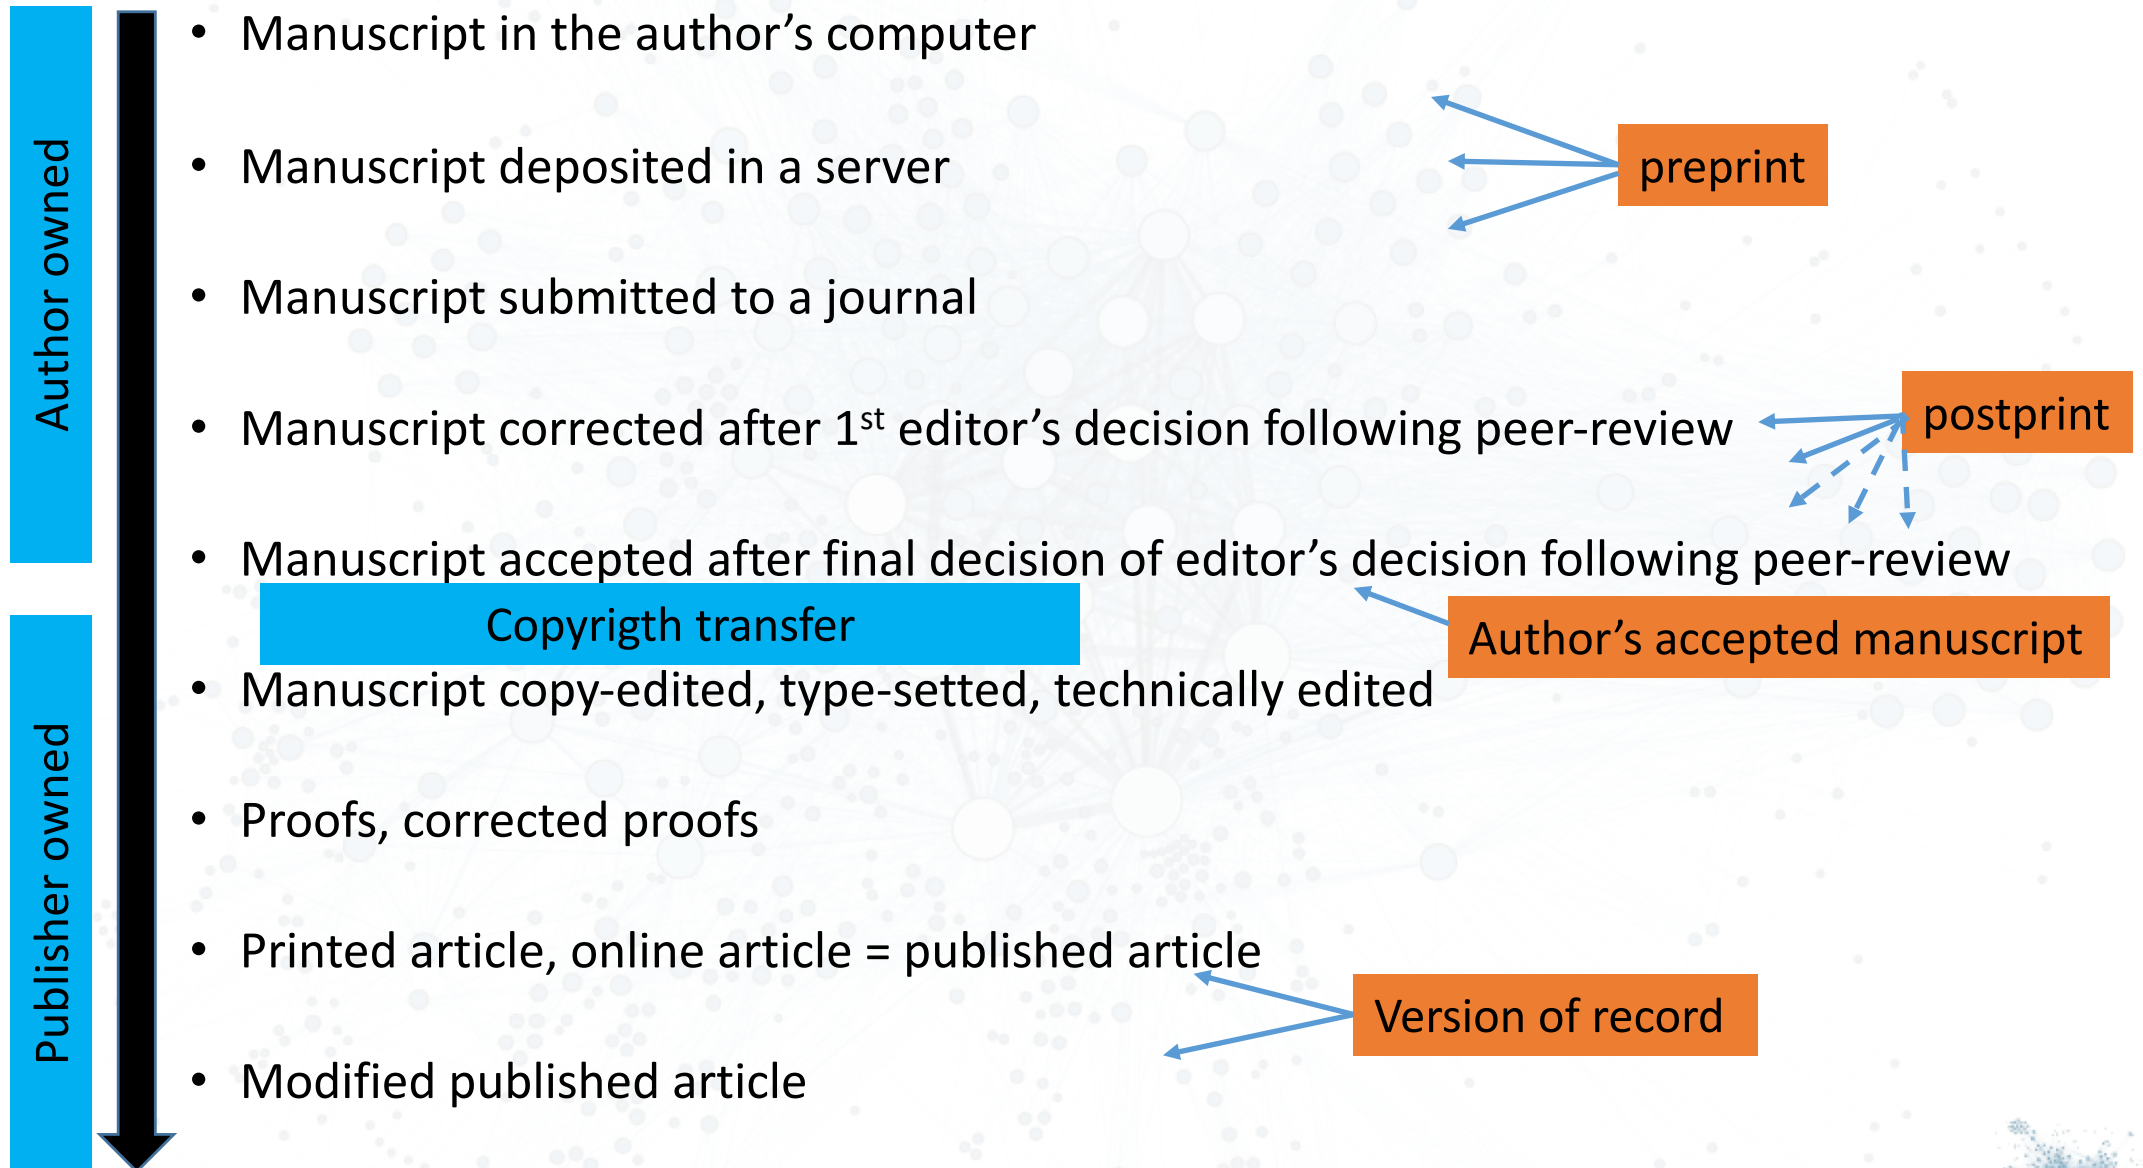 Author owned
• Manuscript in the author’s computer
• Manuscript deposited in a server
preprint
• Manuscript submitted to a journal
• Manuscript corrected after 1st editor’s decision following peer-review
postprint
• Manuscript accepted after final decision of editor’s decision following peer-review
Copyrigth transfer
Author’s accepted manuscript
Publisher owned
• Manuscript copy-edited, type-setted, technically edited
• Proofs, corrected proofs
• Printed article, online article = published article
Version of record
• Modified published article